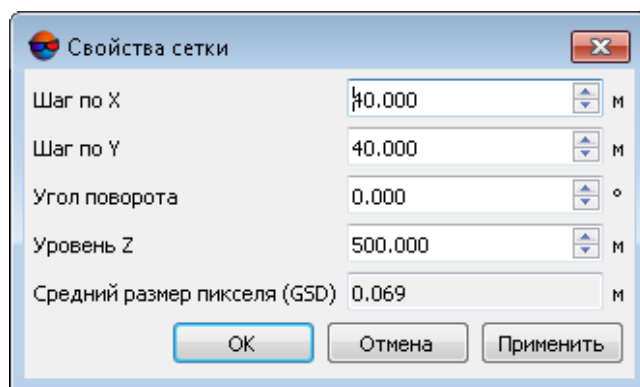 Свойства сетки
Шаг по X 40.000 м
Шаг по Y 40.000 м
Угол поворота 0.000 °
Уровень Z 500.000 м
Средний размер пикселя (GSD) 0.069 м
OK Отмена Применить